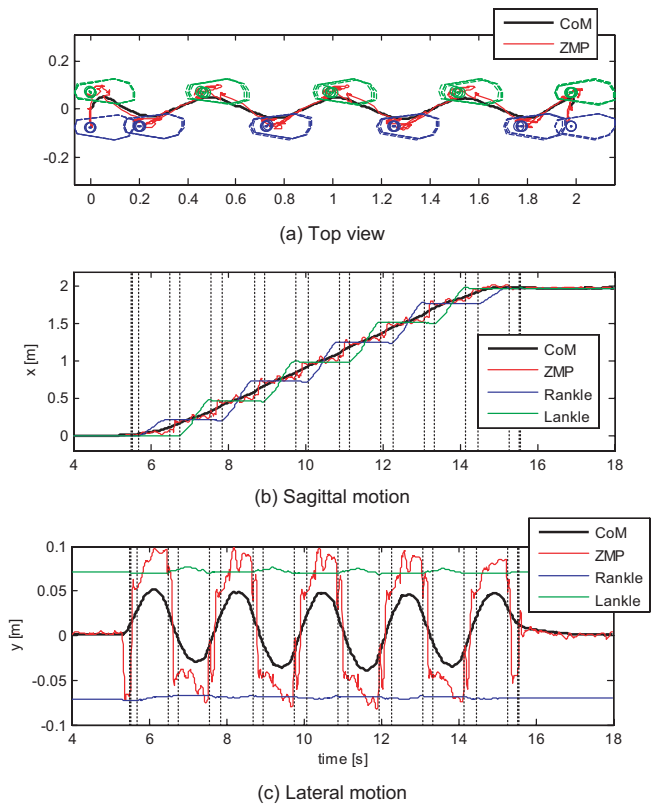 CoM
ZMP
0.2
0
-0.2
0 0.2 0.4 0.6 0.8 1 1.2 1.4 1.6 1.8 2
(a) Top view
2
1.5
1
0.5
0
x [m]
CoM
ZMP
Rankle
Lankle
4 6 8 10 12 14 16 18
(b) Sagittal motion
CoM
ZMP
Rankle
Lankle
0.1
0.05
0
-0.05
-0.1
y [m]
4 6 8 10 12 14 16 18
time [s]
(c) Lateral motion